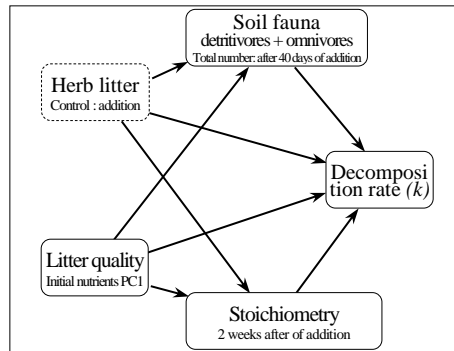 Soil fauna
detritivores + omnivores
Total number: after 40 days of addition
Herb litter
Control : addition
Decomposi
tion rate (k)
Litter quality
Initial nutrients PC1
Stoichiometry
2 weeks after of addition